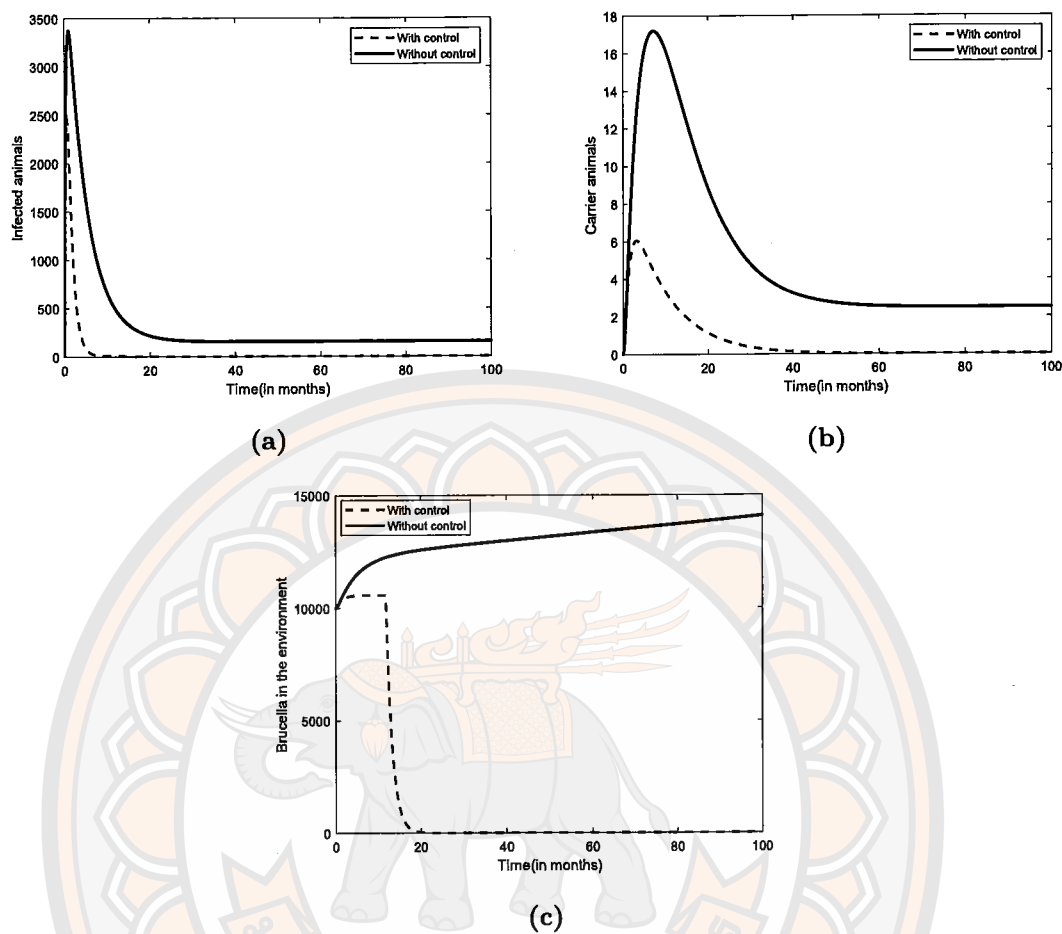 3500
3000
2500
2000
1500
1000
500
0
Infected animals
With control
Without control
0 20 40 60 80 100
Time(in months)
(a)
18
16
14
12
10
8
6
4
2
0
Carrier animals
With control
Without control
0 20 40 60 80 100
Time(in months)
(b)
15000
10000
5000
0
Brucella in the environment
With control
Without control
0 20 40 60 80 100
Time(in months)
(c)